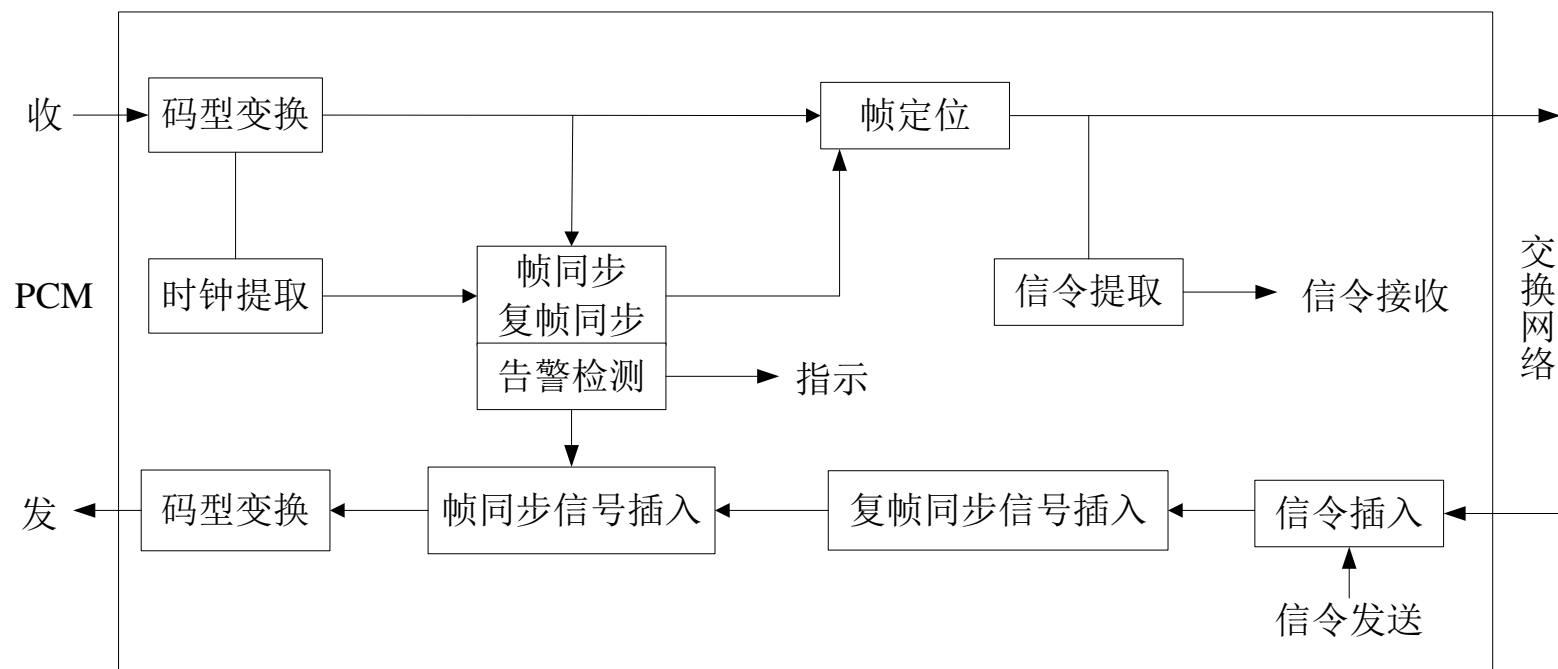 收
码型变换
帧定位
PCM
时钟提取
帧同步
复帧同步
告警检测
指示
信令提取
信令接收
交换网络
发
码型变换
帧同步信号插入
复帧同步信号插入
信令插入
信令发送